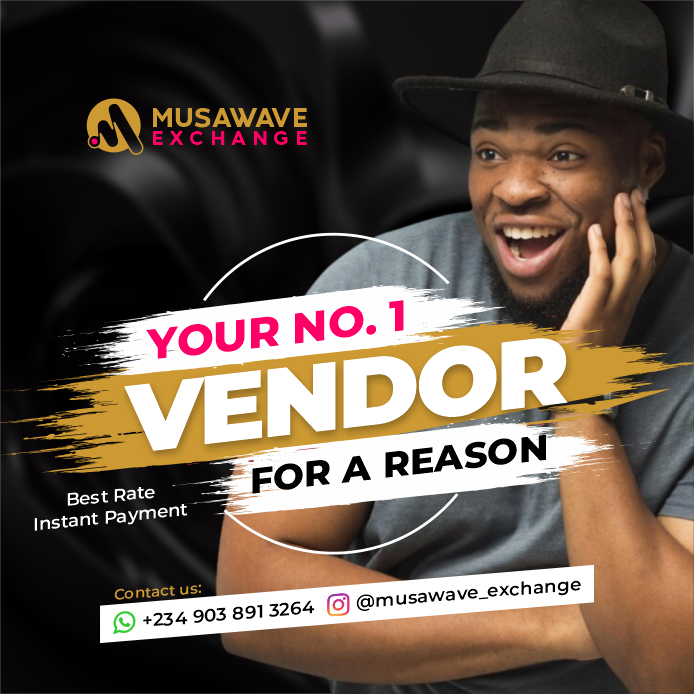 MUSAWAVE
EXCHANGE
YOUR NO. 1
VENDOR
FOR A REASON
Best Rate
Instant Payment
Contact us:
+234 903 891 3264 @musawave_exchange